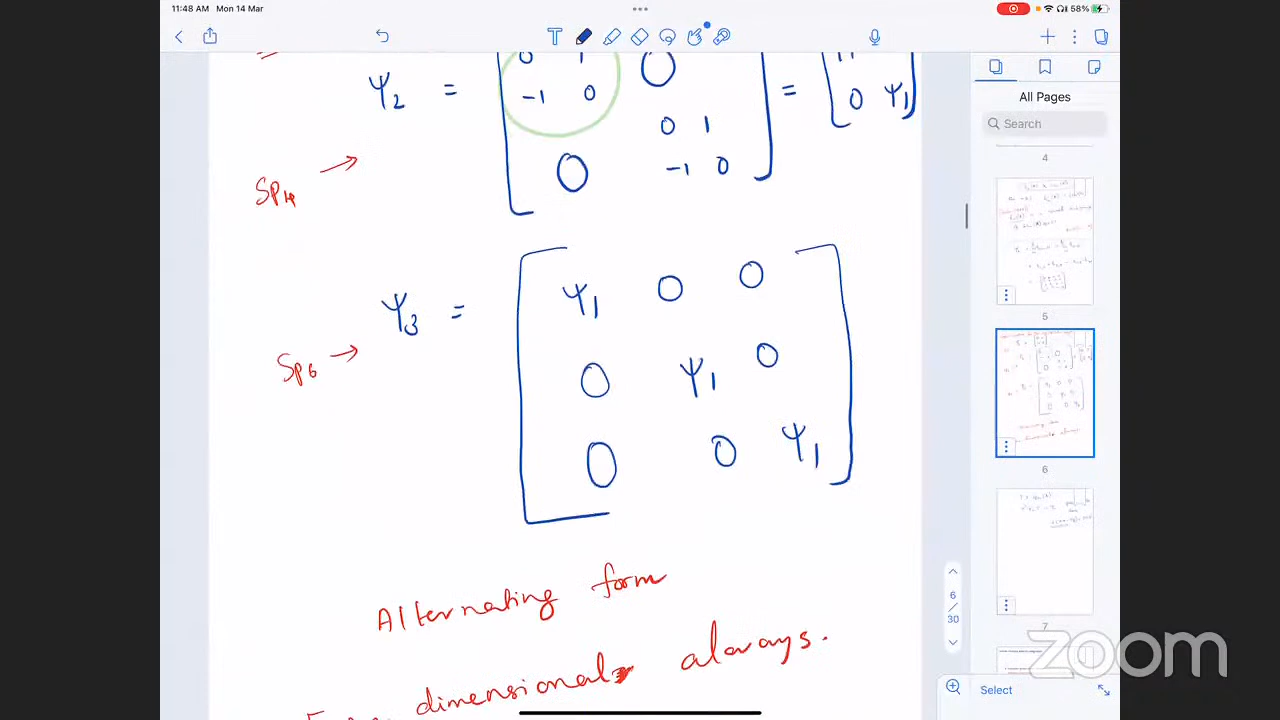 11:48 AM Mon 14 Mar
58%
0 1
-1 0 0
Ψ2 = = 0 Ψ1
0 1
0 -1 0
Sp4 →
Ψ3 =
Ψ1 0 0
0 Ψ1 0
0 0 Ψ1
Sp6 →
Alternating form
dimensional always.
All Pages
Search
4
5
6
7
6
/
30
Select
zoom